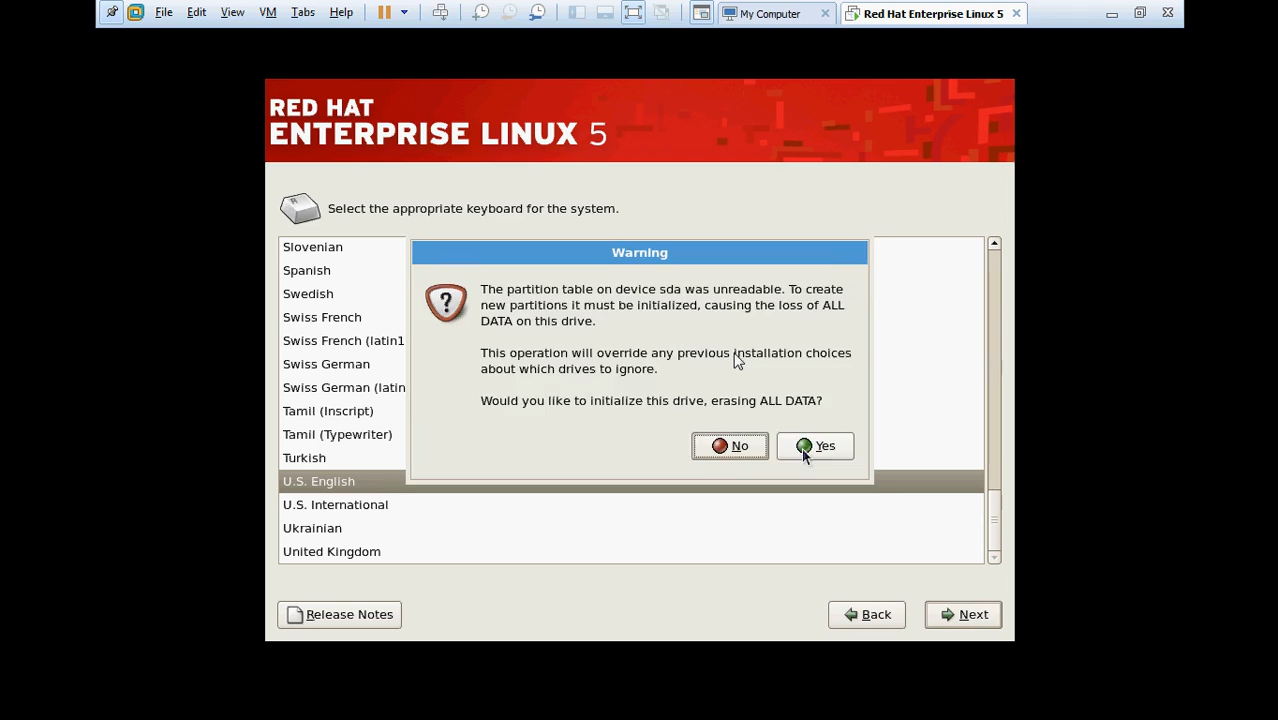 File Edit View VM Tabs Help My Computer Red Hat Enterprise Linux 5
RED HAT
ENTERPRISE LINUX 5
Select the appropriate keyboard for the system.
Slovenian
Spanish
Swedish
Swiss French
Swiss French (latin1
Swiss German
Swiss German (latin
Tamil (Inscript)
Tamil (Typewriter)
Turkish
U.S. English
U.S. International
Ukrainian
United Kingdom
Warning
The partition table on device sda was unreadable. To create
new partitions it must be initialized, causing the loss of ALL
DATA on this drive.
This operation will override any previous installation choices
about which drives to ignore.
Would you like to initialize this drive, erasing ALL DATA?
No Yes
Release Notes Back Next